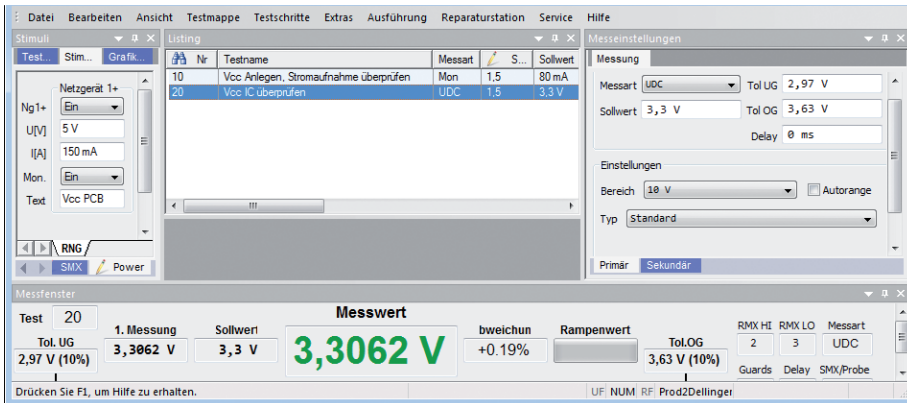 Datei Bearbeiten Ansicht Testmappe Testschritte Extras Ausführung Reparaturstation Service Hilfe
Stimuli
Test... Stim... Grafik...
Netzgerät 1+
Ng1+ Ein
U[V] 5 V
I[A] 150 mA
Mon. Ein
Text Vcc PCB
RNG
SMX Power
Listing
Nr Testname Messart S... Sollwert
10 Vcc Anlegen, Stromaufnahme überprüfen Mon 1,5 80 mA
20 Vcc IC überprüfen UDC 1,5 3,3 V
Messeinstellungen
Messung
Messart UDC Tol UG 2,97 V
Sollwert 3,3 V Tol OG 3,63 V
Delay 0 ms
Einstellungen
Bereich 10 V Autorange
Typ Standard
Primär Sekundär
Messfenster
Test 20
Tol. UG
2,97 V (10%)
1. Messung
3,3062 V
Sollwert
3,3 V
Messwert
3,3062 V
bweichun
+0.19%
Rampenwert
Tol.OG
3,63 V (10%)
RMX HI RMX LO Messart
2 3 UDC
Guards Delay SMX/Probe
Drücken Sie F1, um Hilfe zu erhalten.
UF NUM RF Prod2Dellinger